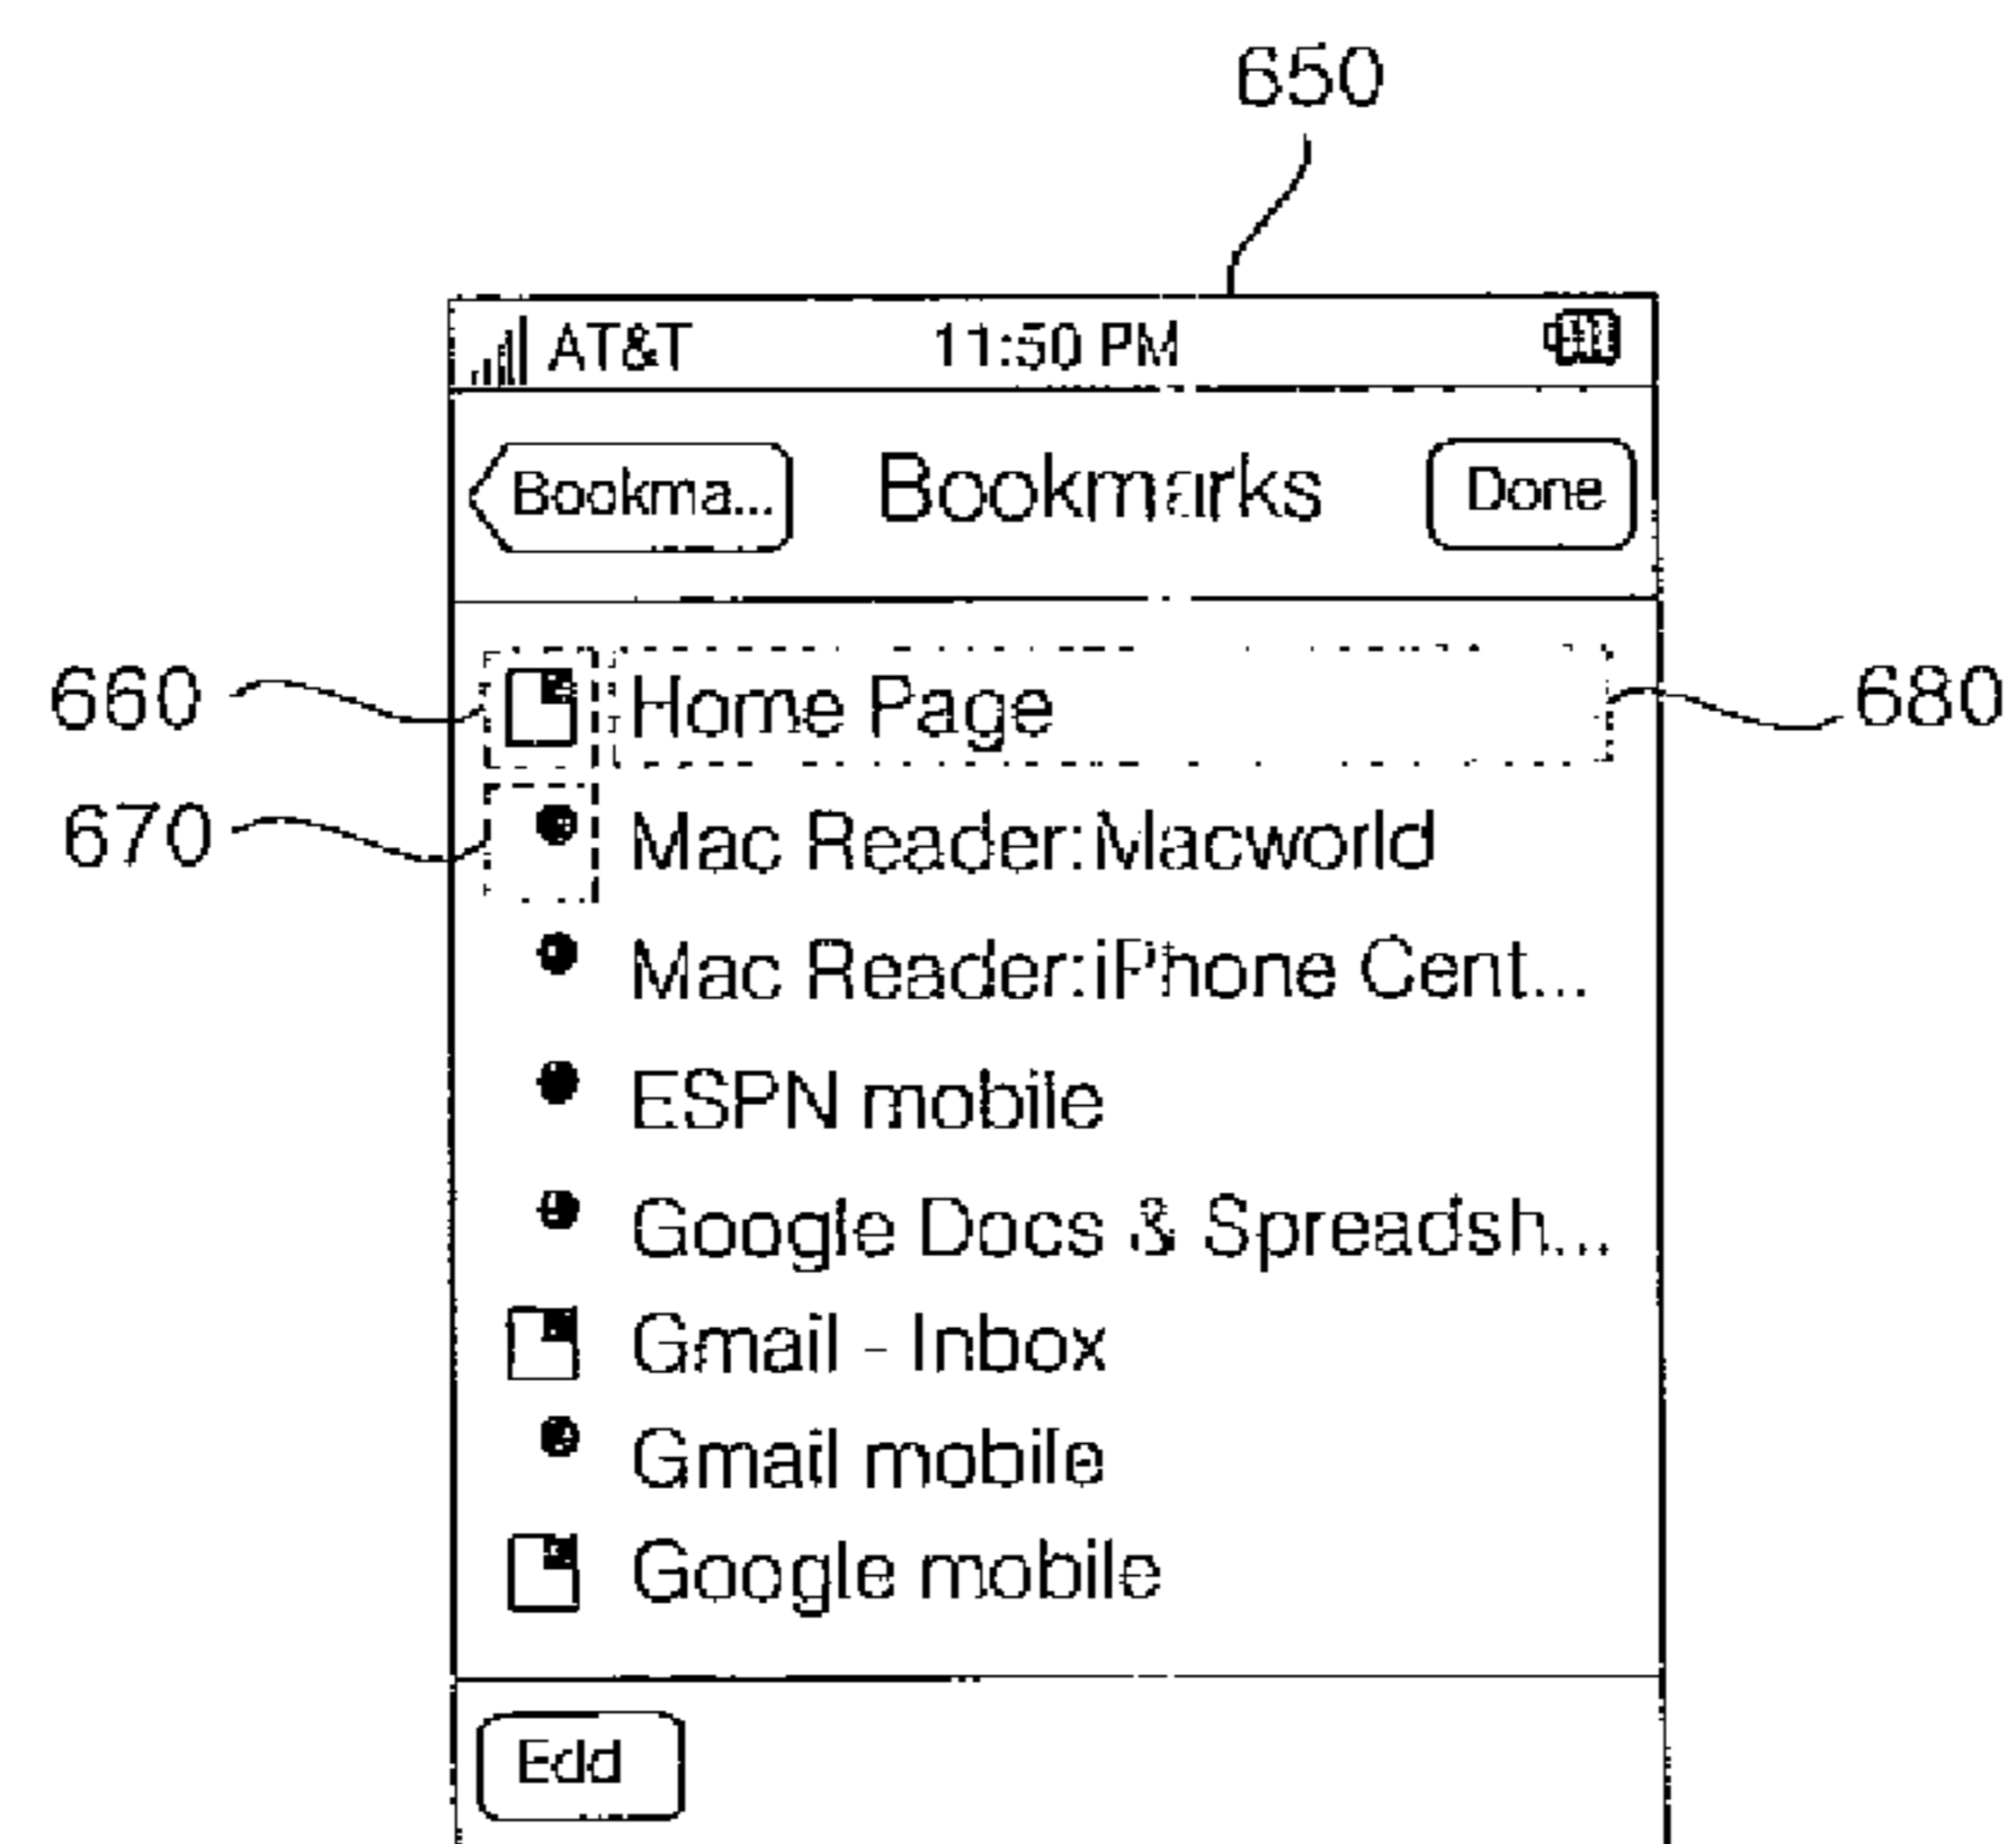 650
AT&T 11:50 PM
Bookma... Bookmarks Done
660 Home Page 680
670 Mac Reader:Macworld
Mac Reader:iPhone Cent...
ESPN mobile
Google Docs & Spreadsh...
Gmail - Inbox
Gmail mobile
Google mobile
Edd